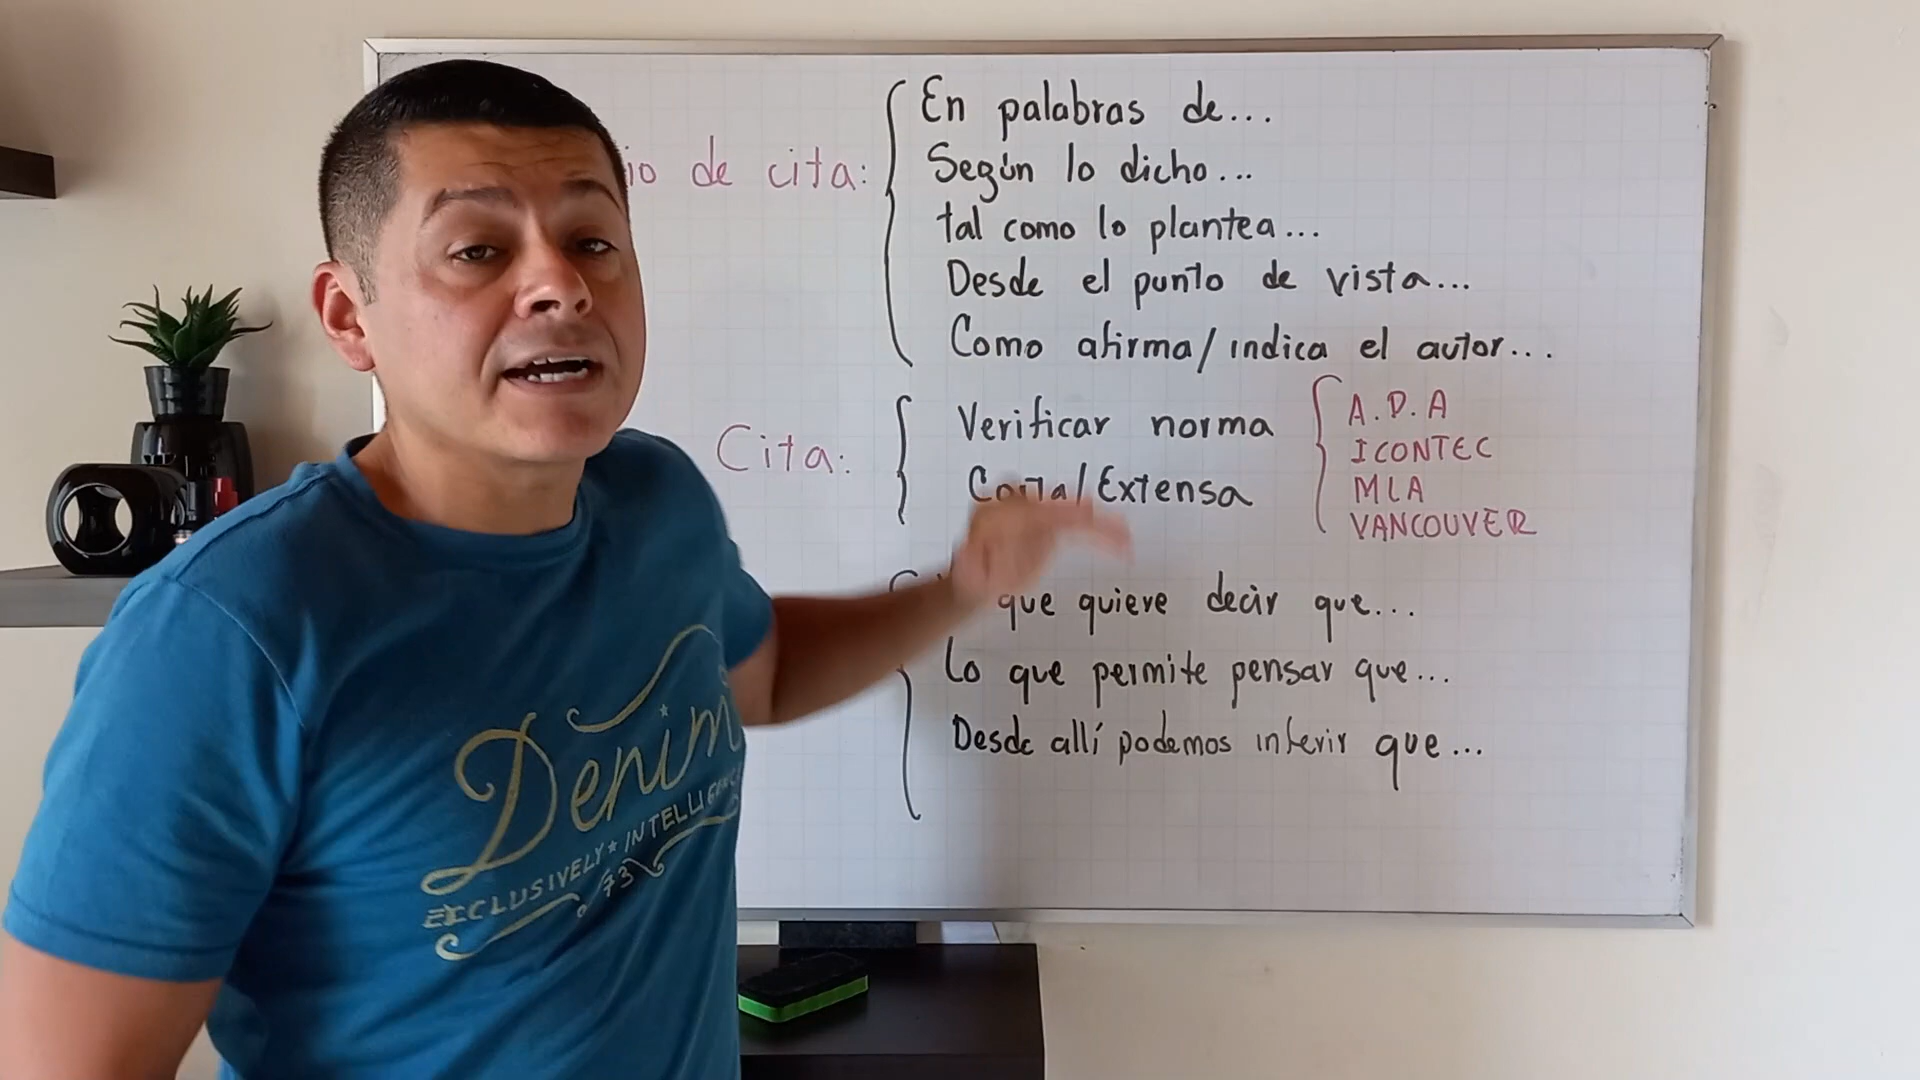 io de cita:
En palabras de...
Según lo dicho...
tal como lo plantea...
Desde el punto de vista...
Como afirma/indica el autor...
Cita:
Verificar norma
Corta/Extensa
A.P.A
ICONTEC
MLA
VANCOUVER
que quiere decir que...
Lo que permite pensar que...
Desde allí podemos inferir que...
Denim
EXCLUSIVELY★INTELLIGENCE
73